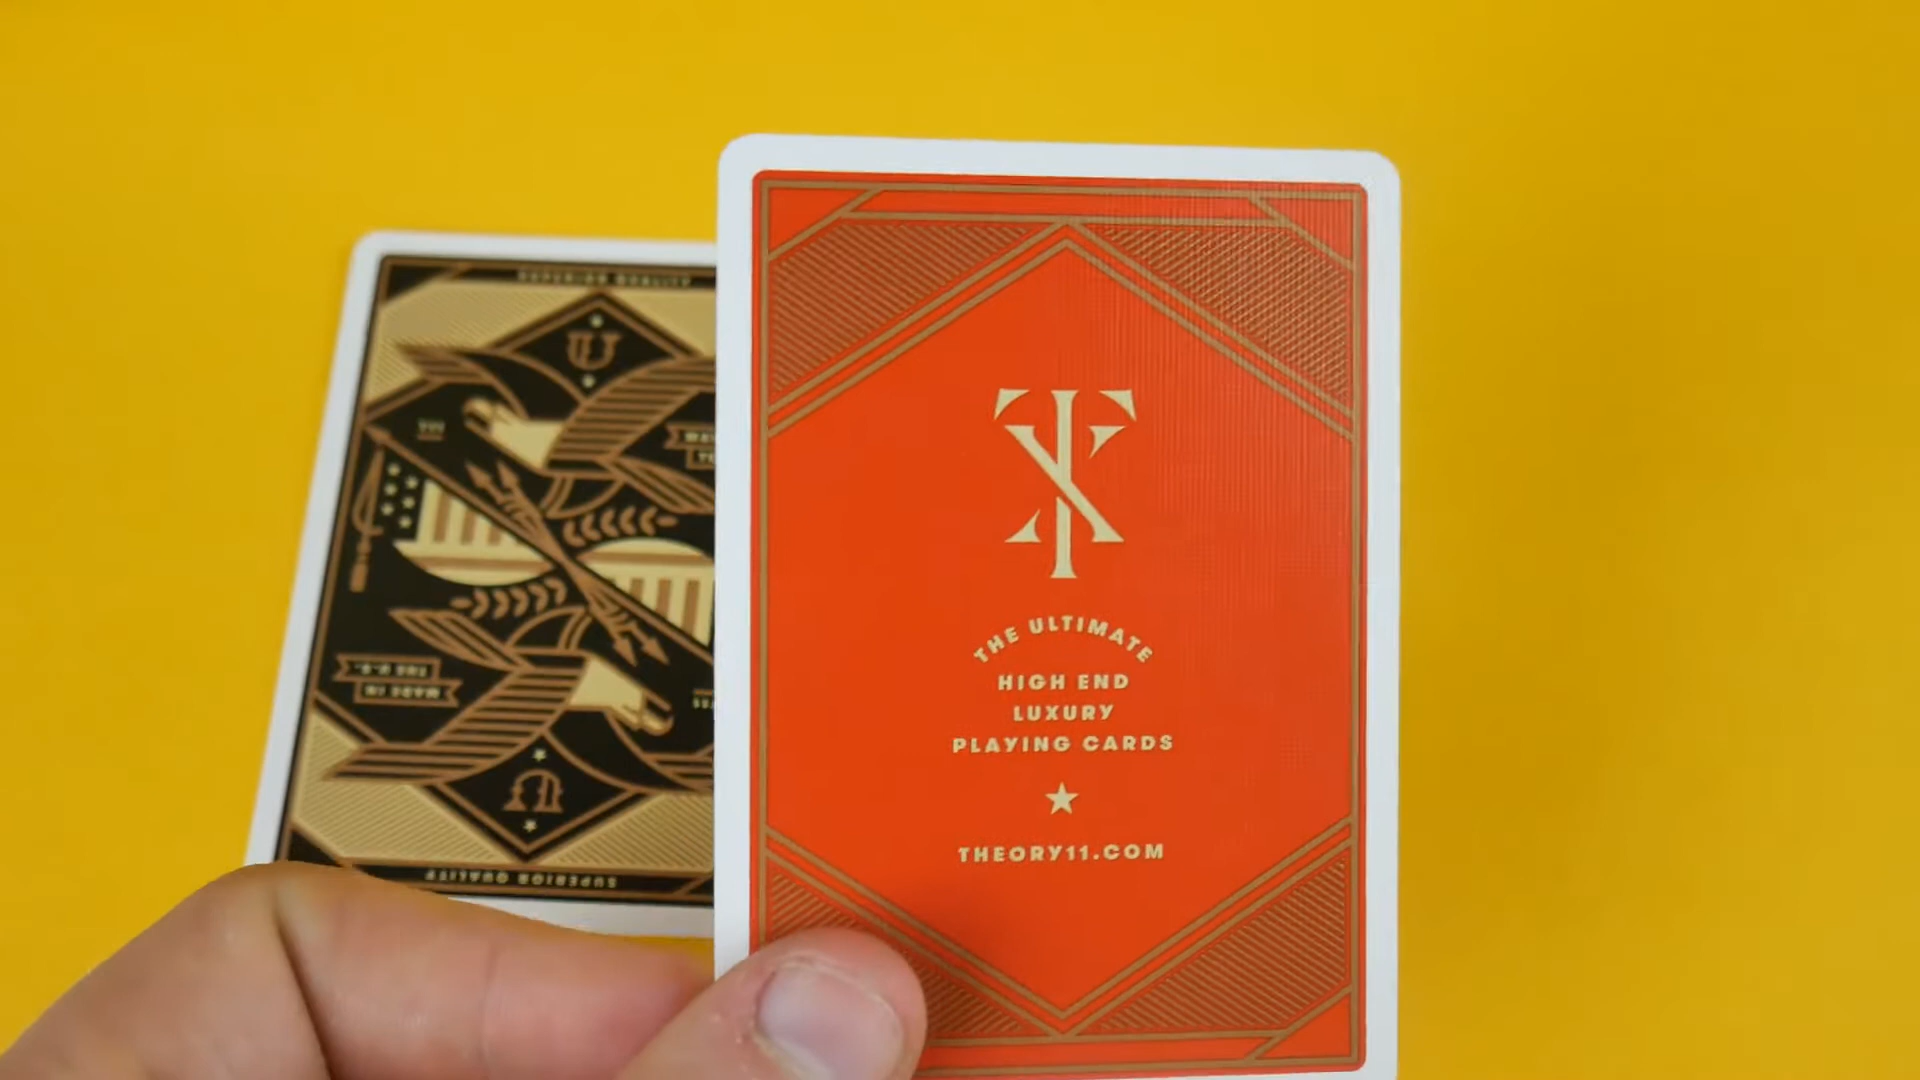 SUPERIOR QUALITY
U
THE ULTIMATE
HIGH END
LUXURY
PLAYING CARDS
THEORY11.COM
THE U.S.
MADE IN
U
SUPERIOR QUALITY